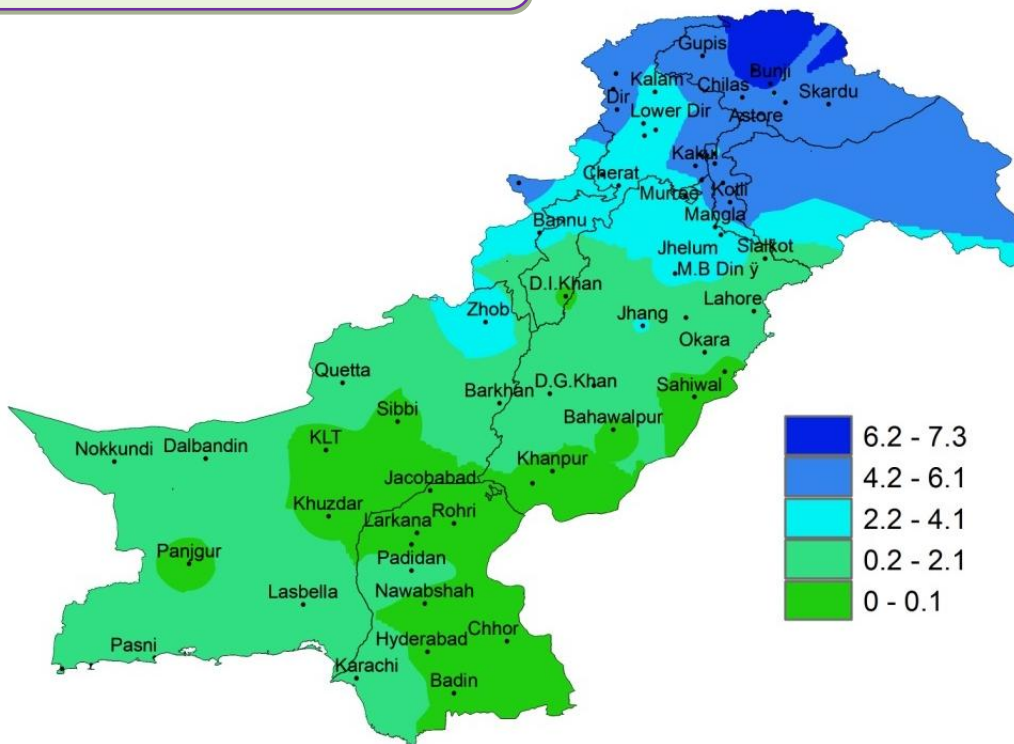 Gupis
Bunji
Kalam
Chilas
Skardu
Dir
Lower Dir
Astore
Cherat
Kotli
Mangla
Bannu
Jhelum
Sialkot
M.B Din ÿ
D.I.Khan
Lahore
Zhob
Jhang
Okara
Quetta
Barkhan
D.G.Khan
Sahiwal
Sibbi
Bahawalpur
Nokkundi
Dalbandin
KLT
Khanpur
Jacobabad
Khuzdar
Larkana
Rohri
Panjgur
Padidan
Lasbella
Nawabshah
Pasni
Hyderabad
Chhor
Karachi
Badin
6.2 - 7.3
4.2 - 6.1
2.2 - 4.1
0.2 - 2.1
0 - 0.1